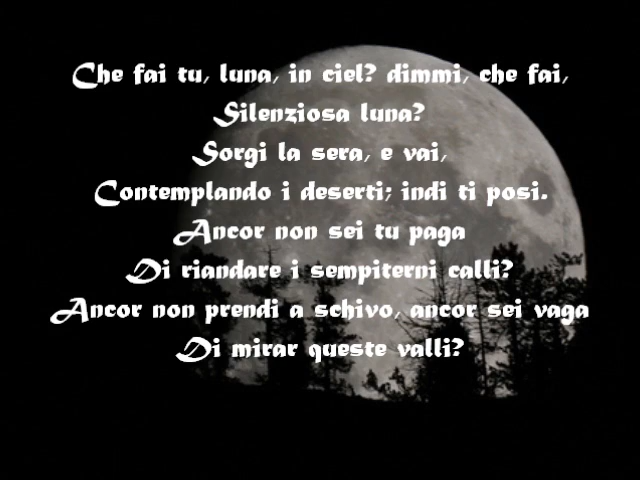 Che fai tu, luna, in ciel? dimmi, che fai,
Silenziosa luna?
Sorgi la sera, e vai,
Contemplando i deserti; indi ti posi.
Ancor non sei tu paga
Di riandare i sempiterni calli?
Ancor non prendi a schivo, ancor sei vaga
Di mirar queste valli?